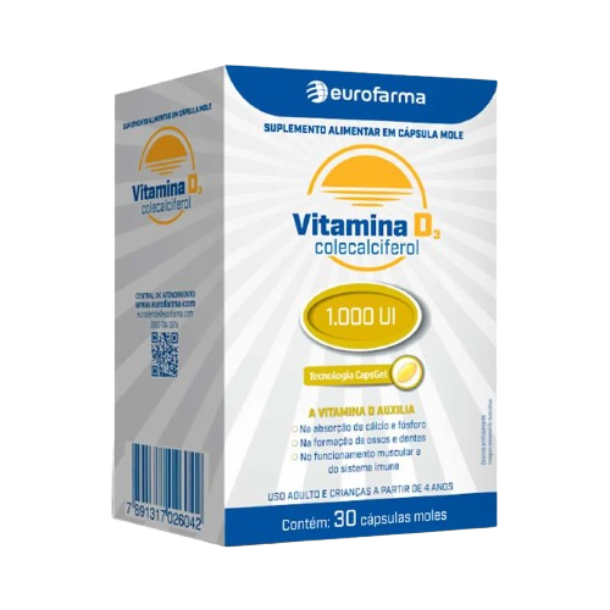 eurofarma
SUPLEMENTO ALIMENTAR EM CÁPSULA MOLE
Vitamina D3
colecalciferol
1.000 UI
Tecnologia CapsGel
A VITAMINA D AUXILIA
Na absorção de cálcio e fósforo
Na formação de ossos e dentes
No funcionamento muscular e
do sistema imune
USO ADULTO E CRIANÇAS A PARTIR DE 4 ANOS
Contém: 30 cápsulas moles
SUPLEMENTO ALIMENTAR EM CÁPSULA MOLE
Vitamina D3
colecalciferol
CENTRAL DE ATENDIMENTO
www.eurofarma.com
7 891317 026042